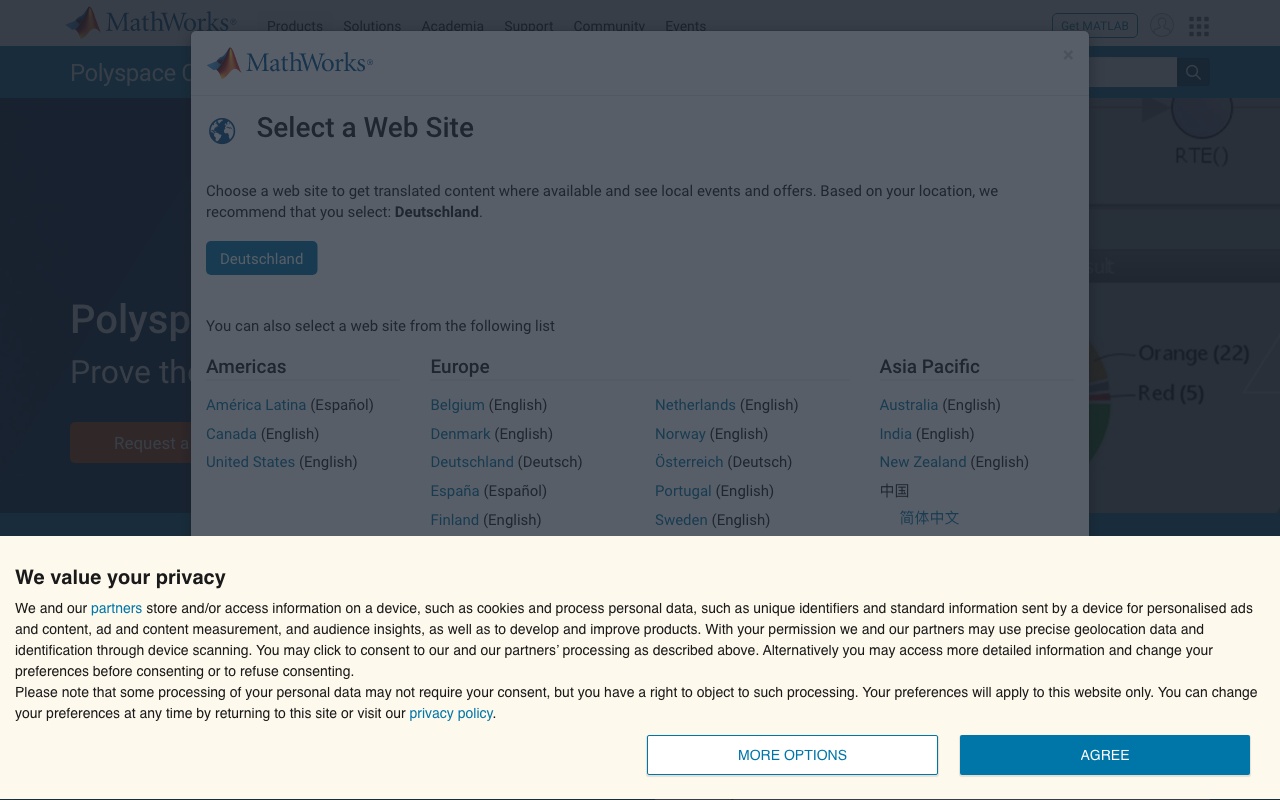 MathWorks®
Products Solutions Academia Support Community Events
Get MATLAB
Polyspace C
MathWorks®
×
Select a Web Site
Choose a web site to get translated content where available and see local events and offers. Based on your location, we
recommend that you select: Deutschland.
Deutschland
You can also select a web site from the following list
Americas
América Latina (Español)
Canada (English)
United States (English)
Europe
Belgium (English)
Denmark (English)
Deutschland (Deutsch)
España (Español)
Finland (English)
Netherlands (English)
Norway (English)
Österreich (Deutsch)
Portugal (English)
Sweden (English)
Asia Pacific
Australia (English)
India (English)
New Zealand (English)
中国
简体中文
Polysp
Prove the
Request a
RTE()
Orange (22)
Red (5)
We value your privacy
We and our partners store and/or access information on a device, such as cookies and process personal data, such as unique identifiers and standard information sent by a device for personalised ads
and content, ad and content measurement, and audience insights, as well as to develop and improve products. With your permission we and our partners may use precise geolocation data and
identification through device scanning. You may click to consent to our and our partners’ processing as described above. Alternatively you may access more detailed information and change your
preferences before consenting or to refuse consenting.
Please note that some processing of your personal data may not require your consent, but you have a right to object to such processing. Your preferences will apply to this website only. You can change
your preferences at any time by returning to this site or visit our privacy policy.
MORE OPTIONS
AGREE